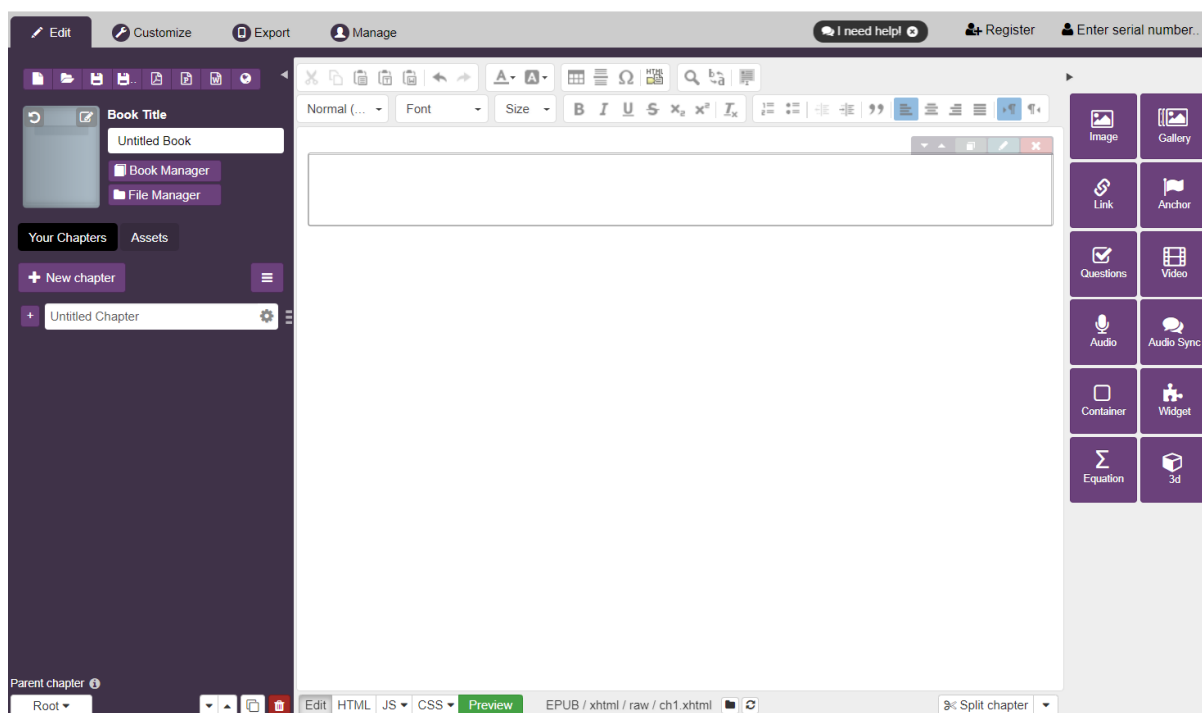 Edit
Customize
Export
Manage
I need help!
Register
Enter serial number..
Book Title
Untitled Book
Book Manager
File Manager
Your Chapters
Assets
New chapter
Untitled Chapter
Parent chapter
Root
Normal (...
Font
Size
Image
Gallery
Link
Anchor
Questions
Video
Audio
Audio Sync
Container
Widget
Equation
3d
Edit HTML JS CSS Preview EPUB / xhtml / raw / ch1.xhtml
Split chapter